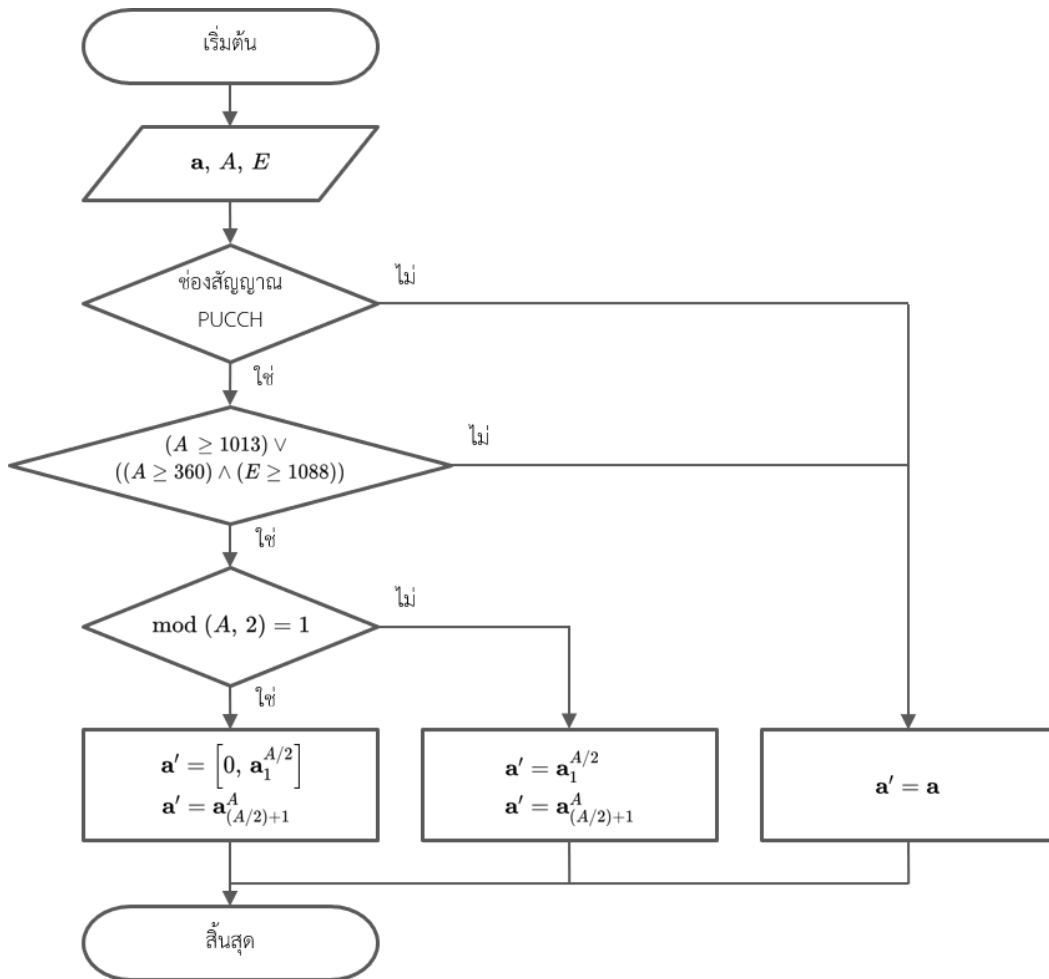 เริ่มต้น
a, A, E
ช่องสัญญาณ
PUCCH
ไม่
ใช่
(A ≥ 1013) ∨
((A ≥ 360) ∧ (E ≥ 1088))
ไม่
ใช่
mod (A, 2) = 1
ไม่
ใช่
a′ = [0, a_1^{A/2}]
a′ = a_{(A/2)+1}^{A}
a′ = a_1^{A/2}
a′ = a_{(A/2)+1}^{A}
a′ = a
สิ้นสุด